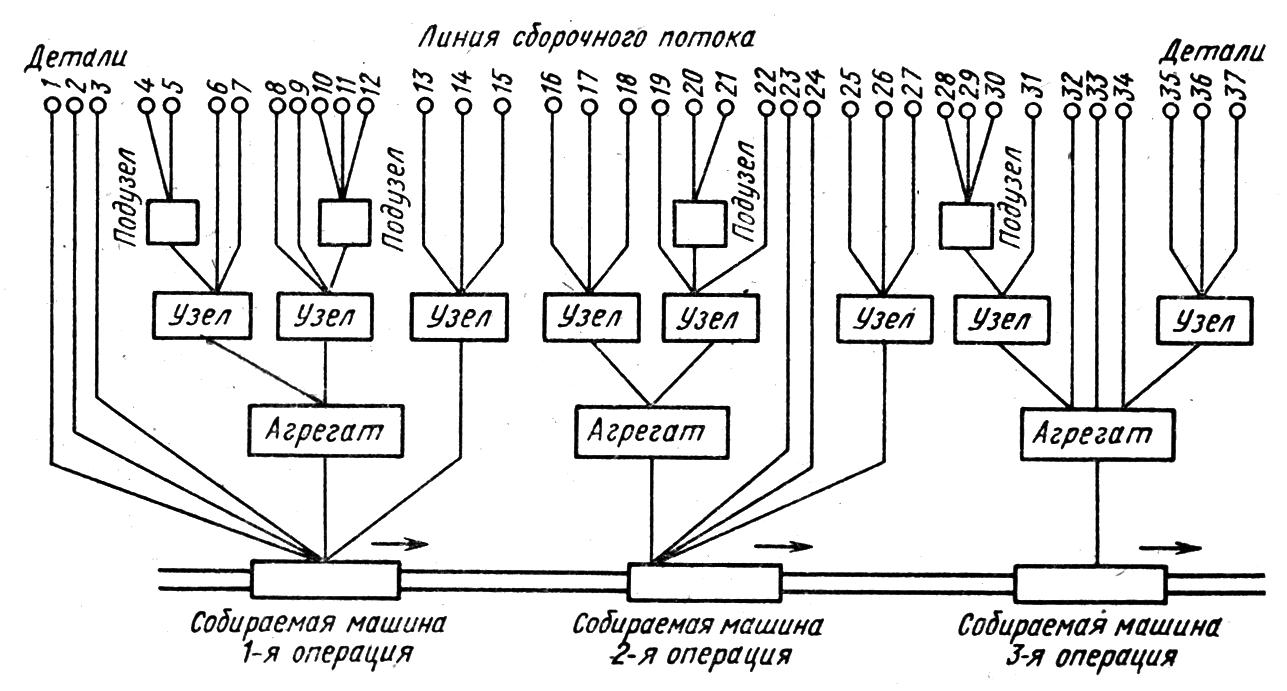 Линия сборочного потока
Детали
Детали
1 2 3 4 5 6 7 8 9 10 11 12 13 14 15 16 17 18 19 20 21 22 23 24 25 26 27 28 29 30 31 32 33 34 35 36 37
Подузел
Подузел
Подузел
Подузел
Узел
Узел
Узел
Узел
Узел
Узел
Узел
Узел
Агрегат
Агрегат
Агрегат
Собираемая машина
1-я операция
Собираемая машина
2-я операция
Собираемая машина
3-я операция